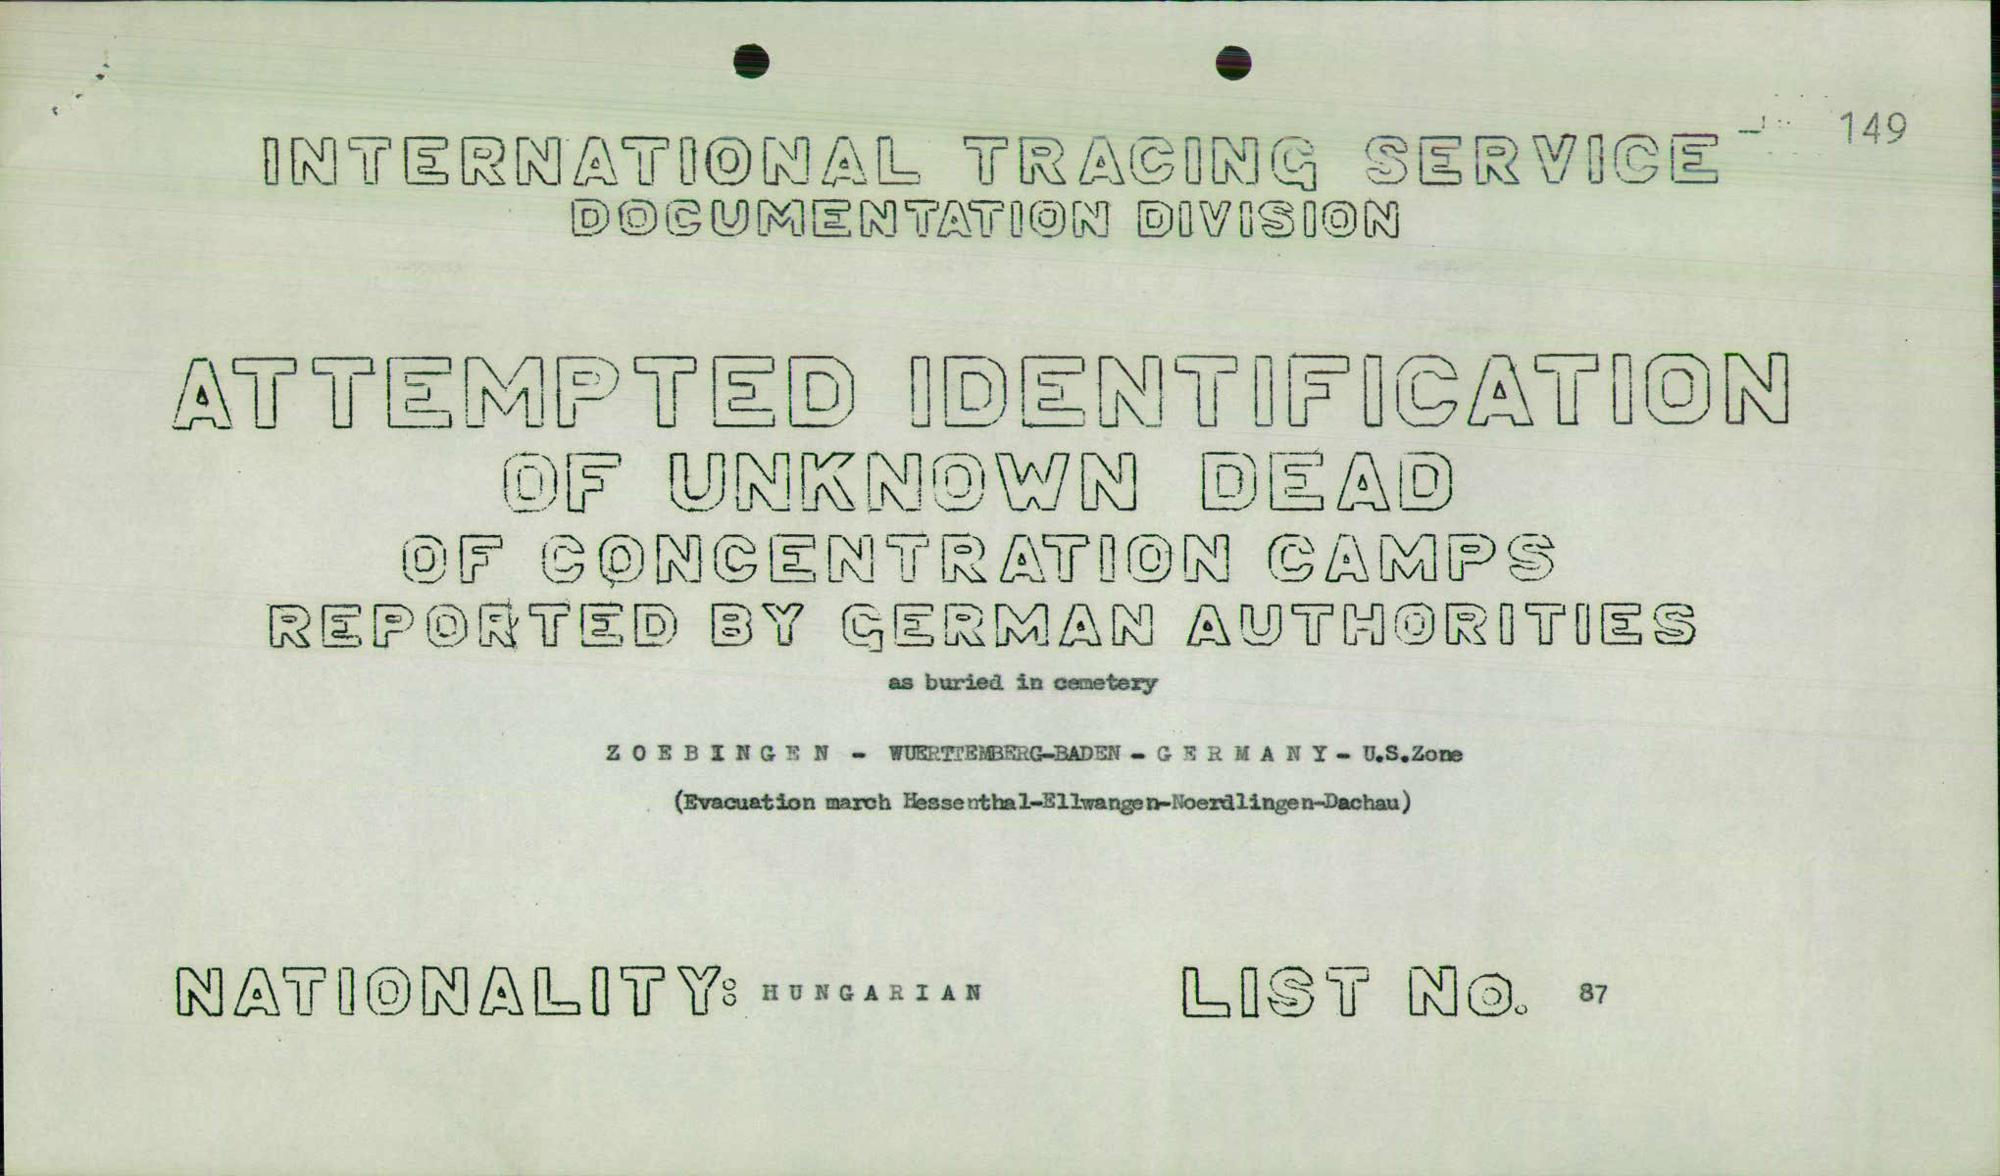 149
INTERNATIONAL TRACING SERVICE
DOCUMENTATION DIVISION
ATTEMPTED IDENTIFICATION
OF UNKNOWN DEAD
OF CONCENTRATION CAMPS
REPORTED BY GERMAN AUTHORITIES
as buried in cemetery
Z O E B I N G E N - WUERTTEMBERG-BADEN - G E R M A N Y - U.S.Zone
(Evacuation march Hessenthal-Ellwangen-Noerdlingen-Dachau)
NATIONALITY: H U N G A R I A N LIST No. 87